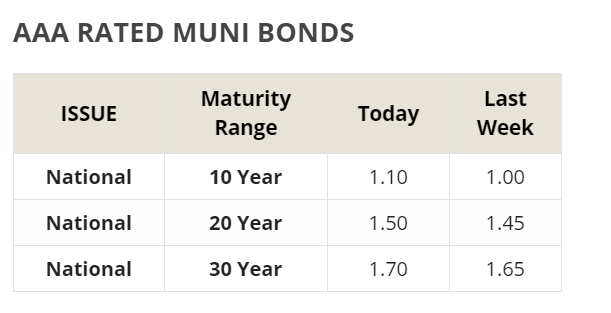 AAA RATED MUNI BONDS
ISSUE Maturity Range Today Last Week
National 10 Year 1.10 1.00
National 20 Year 1.50 1.45
National 30 Year 1.70 1.65